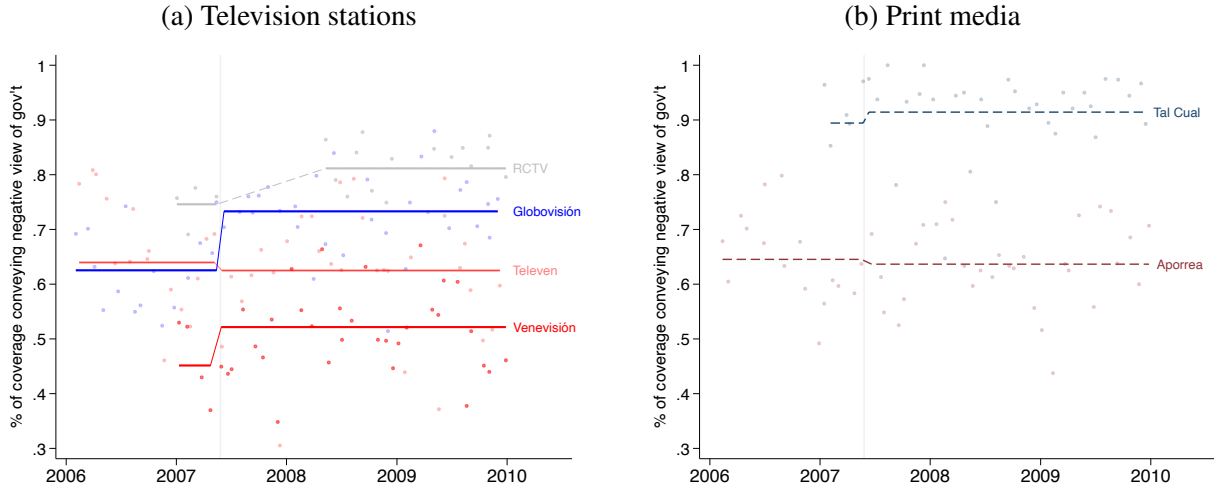 (a) Television stations
% of coverage conveying negative view of gov't
1
.9
.8
.7
.6
.5
.4
.3
RCTV
Globovisión
Televen
Venevisión
2006 2007 2008 2009 2010
(b) Print media
% of coverage conveying negative view of gov't
1
.9
.8
.7
.6
.5
.4
.3
Tal Cual
Aporrea
2006 2007 2008 2009 2010